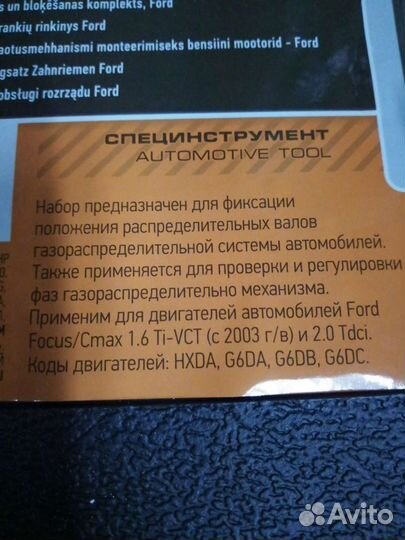 s un bloķēšanas komplekts, Ford
rankių rinkinys Ford
aotusmehhanismi monteerimiseks bensiini mootorid - Ford
gsatz Zahnriemen Ford
obsługi rozrządu Ford
СПЕЦИНСТРУМЕНТ
AUTOMOTIVE TOOL
Набор предназначен для фиксации
положения распределительных валов
газораспределительной системы автомобилей.
Также применяется для проверки и регулировки
фаз газораспределительно механизма.
Применим для двигателей автомобилей Ford
Focus/Cmax 1.6 Ti-VCT (с 2003 г/в) и 2.0 Tdci.
Коды двигателей: HXDA, G6DA, G6DB, G6DC.
Avito